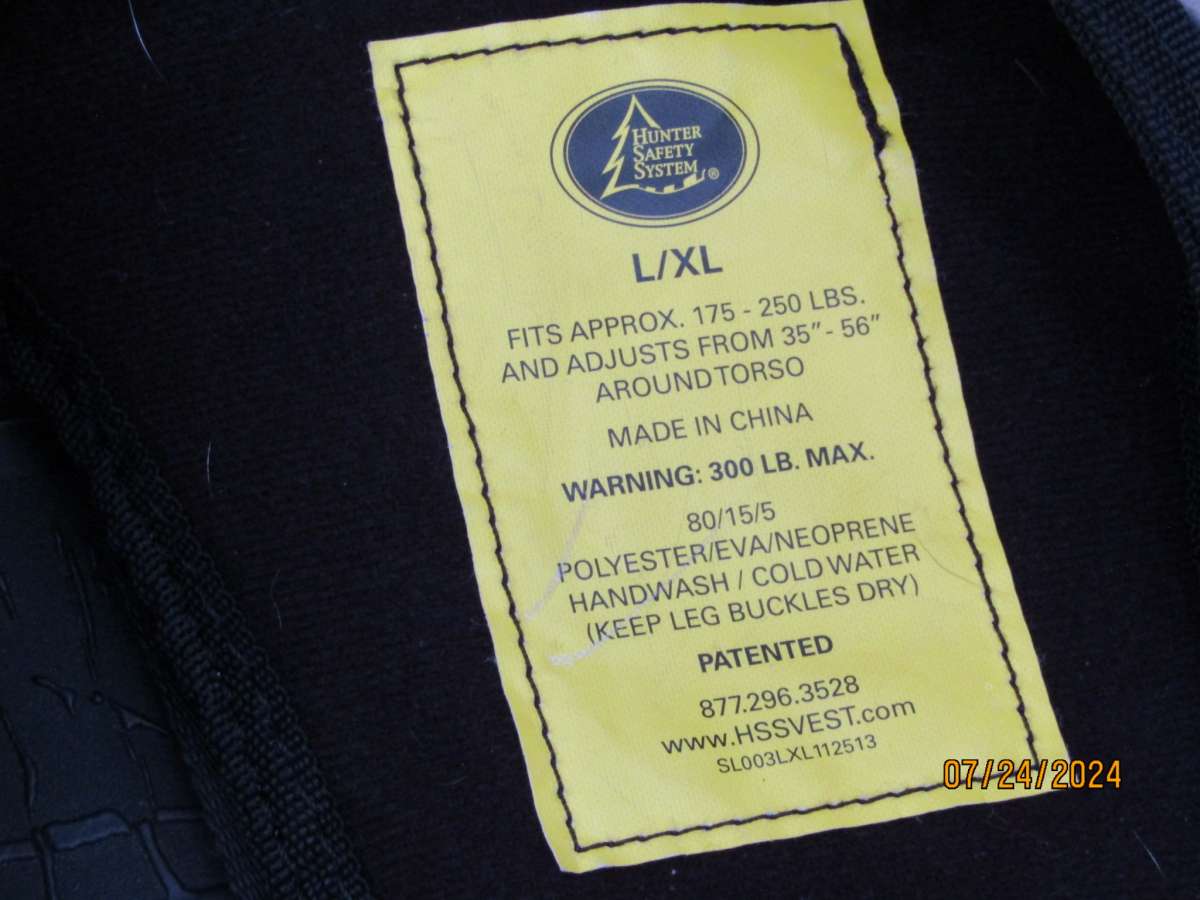 HUNTER
SAFETY
SYSTEM®
L/XL
FITS APPROX. 175 - 250 LBS.
AND ADJUSTS FROM 35" - 56"
AROUND TORSO
MADE IN CHINA
WARNING: 300 LB. MAX.
80/15/5
POLYESTER/EVA/NEOPRENE
HANDWASH / COLD WATER
(KEEP LEG BUCKLES DRY)
PATENTED
877.296.3528
www.HSSVEST.com
SL003LXL112513
07/24/2024